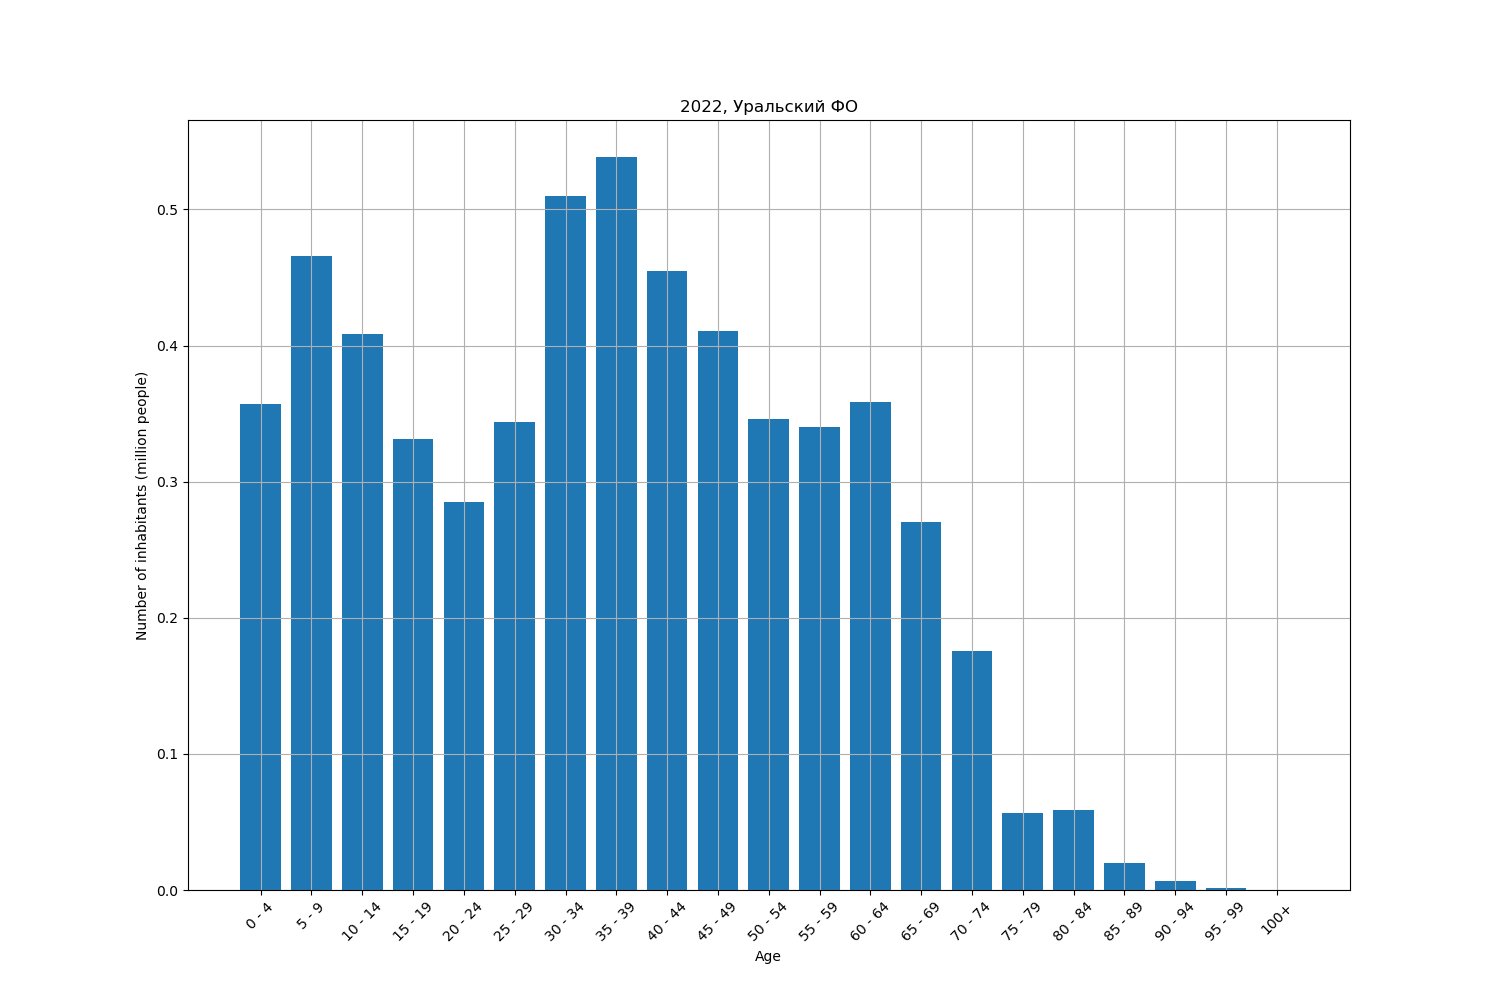 2022, Уральский ФО
Number of inhabitants (million people)
0.5
0.4
0.3
0.2
0.1
0.0
0 - 4
5 - 9
10 - 14
15 - 19
20 - 24
25 - 29
30 - 34
35 - 39
40 - 44
45 - 49
50 - 54
55 - 59
60 - 64
65 - 69
70 - 74
75 - 79
80 - 84
85 - 89
90 - 94
95 - 99
100+
Age